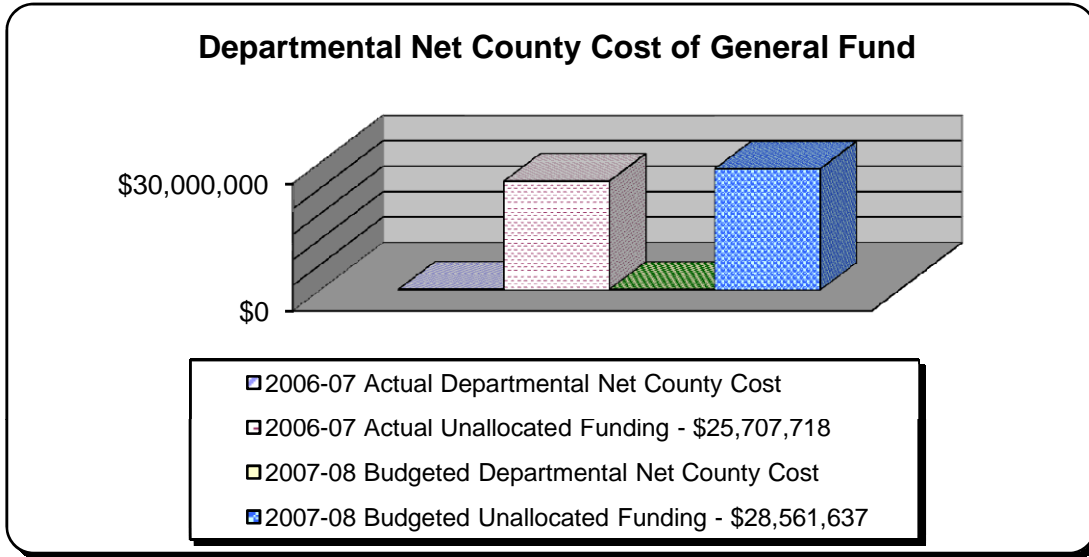 Departmental Net County Cost of General Fund
$30,000,000
$0
2006-07 Actual Departmental Net County Cost
2006-07 Actual Unallocated Funding - $25,707,718
2007-08 Budgeted Departmental Net County Cost
2007-08 Budgeted Unallocated Funding - $28,561,637